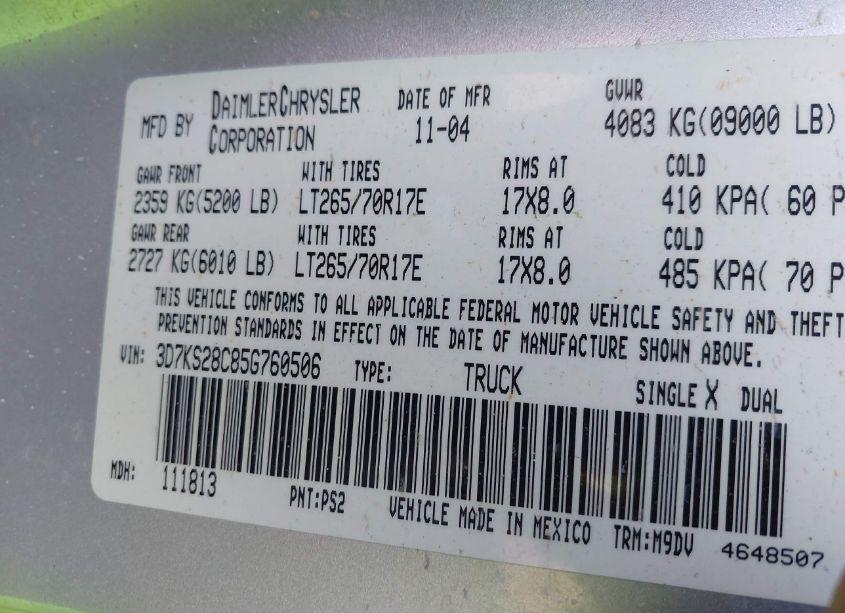 MFD BY DAIMLERCHRYSLER CORPORATION DATE OF MFR 11-04 GVWR 4083 KG(09000 LB)
GAWR FRONT WITH TIRES RIMS AT COLD
2359 KG(5200 LB) LT265/70R17E 17X8.0 410 KPA( 60 P
GAWR REAR WITH TIRES RIMS AT COLD
2727 KG(6010 LB) LT265/70R17E 17X8.0 485 KPA( 70 P
THIS VEHICLE CONFORMS TO ALL APPLICABLE FEDERAL MOTOR VEHICLE SAFETY AND THEFT
PREVENTION STANDARDS IN EFFECT ON THE DATE OF MANUFACTURE SHOWN ABOVE.
VIN: 3D7KS28C85G760506 TYPE: TRUCK SINGLE X DUAL
MDH: 111813
PNT:PS2 VEHICLE MADE IN MEXICO TRM:M9DV 4648507